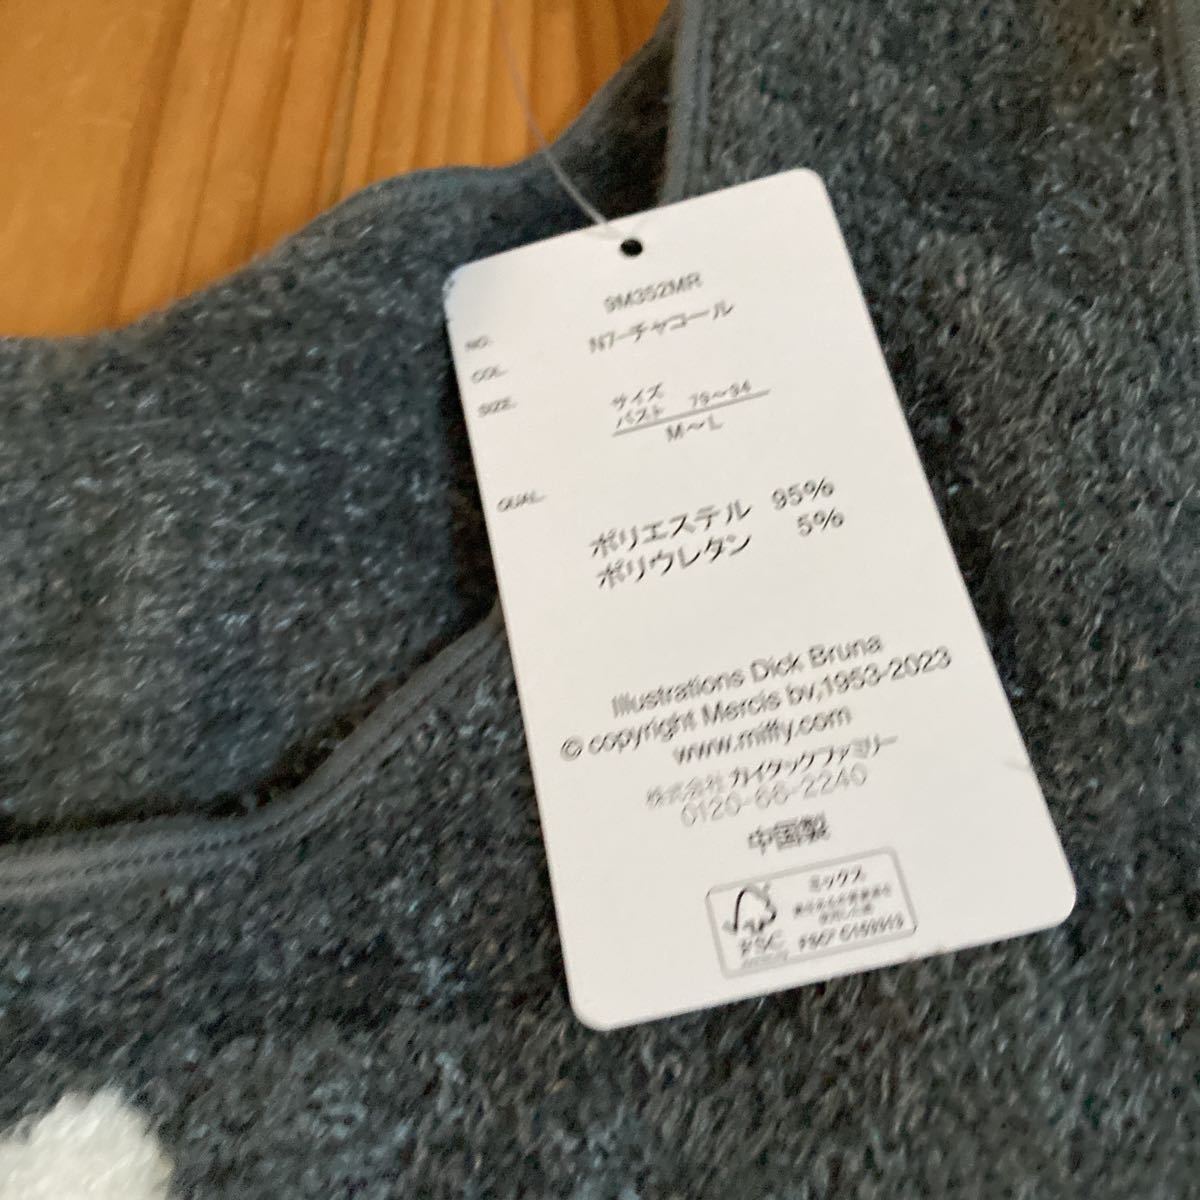 NO. 9M352MR
COL. N7-チャコール
SIZE. サイズ
バスト 79〜94
M〜L
QUAL.
ポリエステル 95%
ポリウレタン 5%
Illustrations Dick Bruna
© copyright Mercis bv,1953-2023
www.miffy.com
株式会社 カイタックファミリー
0120-66-2240
中国製
ミックス
FSC